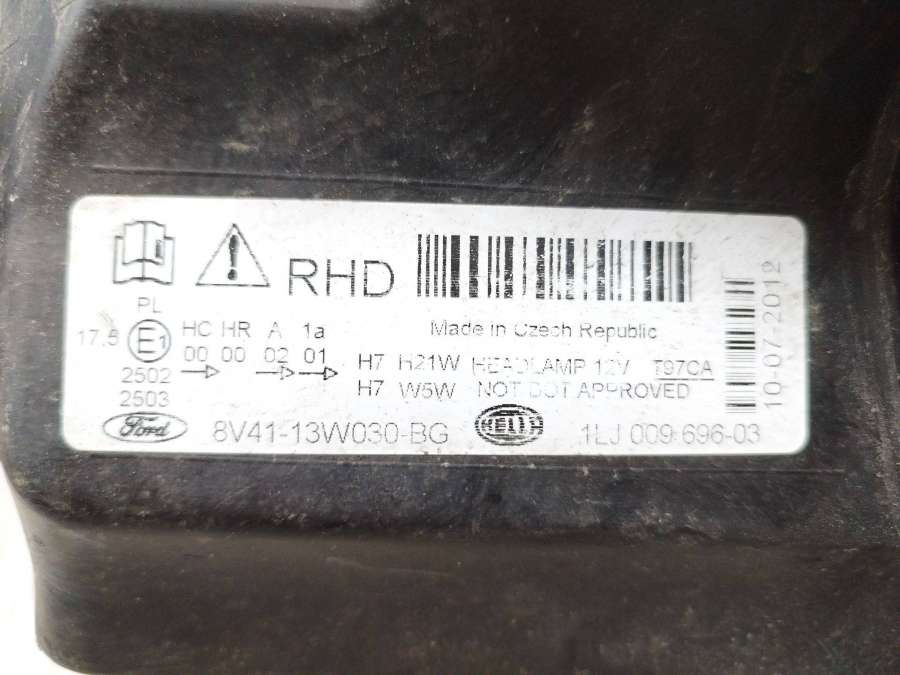 RHD
PL
17,5 E1 HC HR A 1a
00 00 02 01
2502
2503
Made in Czech Republic
H7 H21W HEADLAMP 12V T97CA
H7 W5W NOT DOT APPROVED
Ford 8V41-13W030-BG HELLA 1LJ 009 696-03
10-07-2012